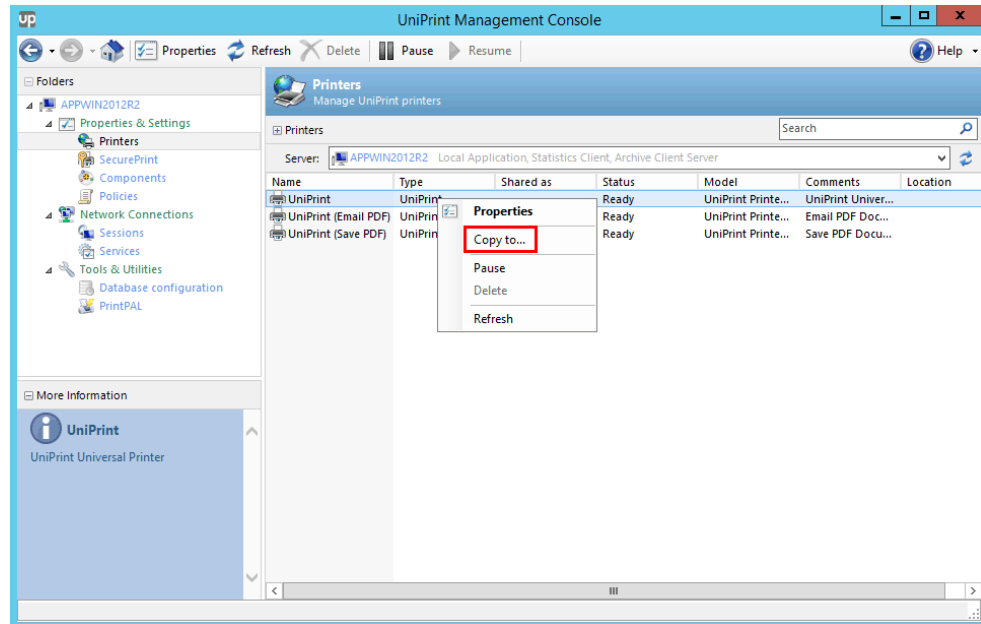 UP
UniPrint Management Console
Properties Refresh Delete Pause Resume Help
Folders
APPWIN2012R2
Properties & Settings
Printers
SecurePrint
Components
Policies
Network Connections
Sessions
Services
Tools & Utilities
Database configuration
PrintPAL
More Information
UniPrint
UniPrint Universal Printer
Printers
Manage UniPrint printers
Printers
Search
Server: APPWIN2012R2 Local Application, Statistics Client, Archive Client Server
Name Type Shared as Status Model Comments Location
UniPrint UniPrint Ready UniPrint Printe... UniPrint Univer...
UniPrint (Email PDF) UniPrin Ready UniPrint Printe... Email PDF Doc...
UniPrint (Save PDF) UniPrin Ready UniPrint Printe... Save PDF Docu...
Properties
Copy to...
Pause
Delete
Refresh